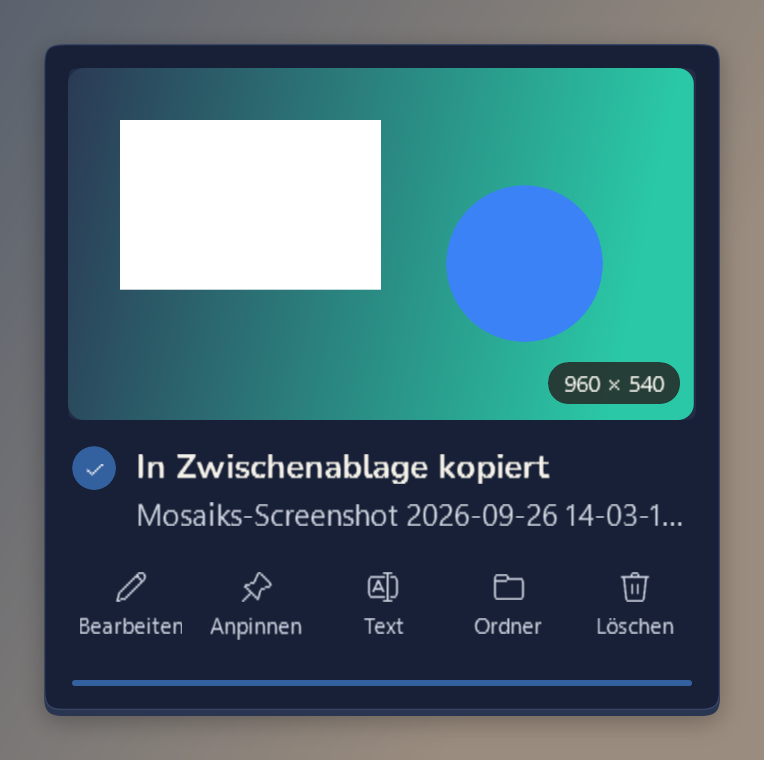 960 × 540
In Zwischenablage kopiert
Mosaiks-Screenshot 2026-09-26 14-03-1...
Bearbeiten Anpinnen Text Ordner Löschen